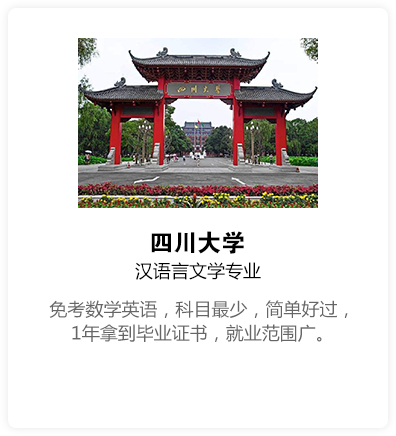 四川大学
四川大学
汉语言文学专业
免考数学英语，科目最少，简单好过，
1年拿到毕业证书，就业范围广。